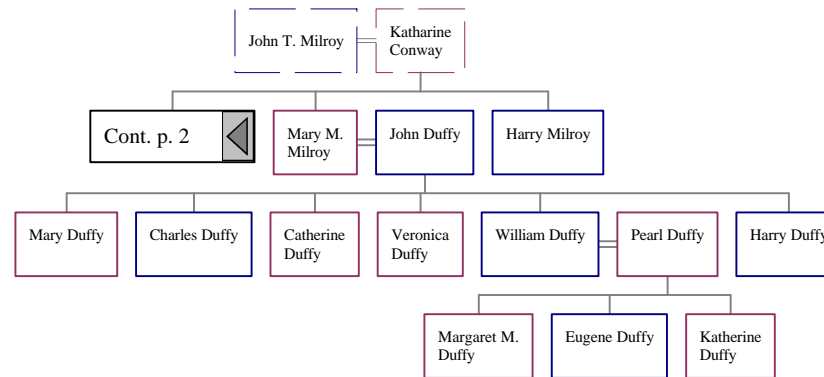 John T. Milroy
Katharine
Conway
Cont. p. 2
Mary M.
Milroy
John Duffy
Harry Milroy
Mary Duffy
Charles Duffy
Catherine
Duffy
Veronica
Duffy
William Duffy
Pearl Duffy
Harry Duffy
Margaret M.
Duffy
Eugene Duffy
Katherine
Duffy